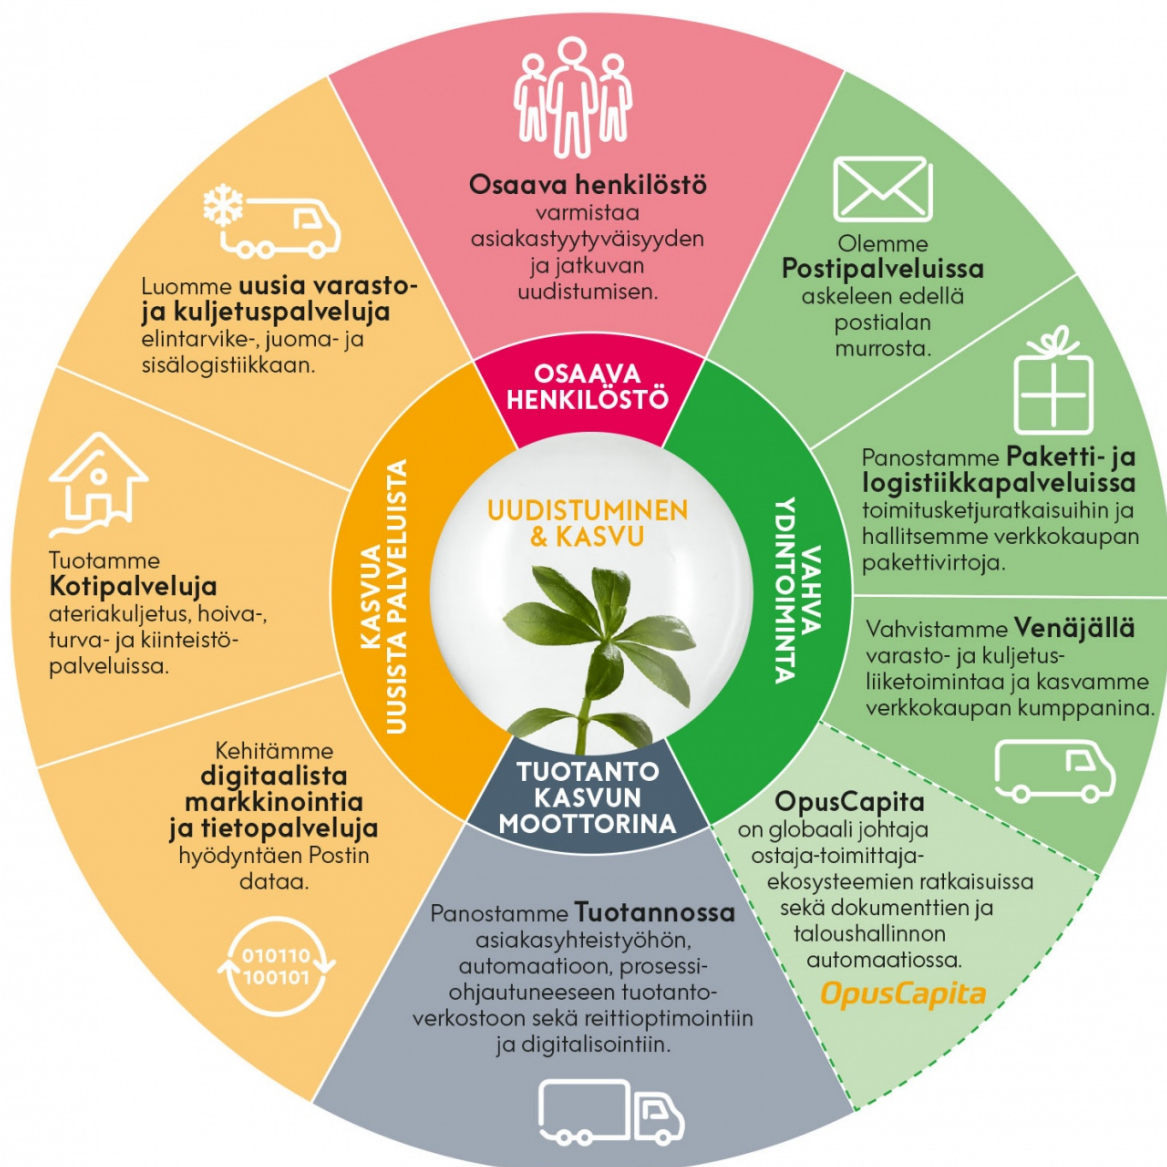 Osaava henkilöstö
varmistaa
asiakastyytyväisyyden
ja jatkuvan
uudistumisen.
OSAAVA
HENKILÖSTÖ
Olemme
Postipalveluissa
askeleen edellä
postialan
murrosta.
Panostamme Paketti- ja
logistiikkapalveluissa
toimitusketjuratkaisuihin ja
hallitsemme verkkokaupan
pakettivirtoja.
Vahvistamme Venäjällä
varasto- ja kuljetus-
liiketoimintaa ja kasvamme
verkkokaupan kumppanina.
OpusCapita
on globaali johtaja
ostaja-toimittaja-
ekosysteemien ratkaisuissa
sekä dokumenttien ja
taloushallinnon
automaatiossa.
OpusCapita
VAHVA
YDINTOIMINTA
TUOTANTO
KASVUN
MOOTTORINA
Panostamme Tuotannossa
asiakasyhteistyöhön,
automaatioon, prosessi-
ohjautuneeseen tuotanto-
verkostoon sekä reittioptimointiin
ja digitalisointiin.
Kehitämme
digitaalista
markkinointia
ja tietopalveluja
hyödyntäen Postin
dataa.
010110
100101
Tuotamme
Kotipalveluja
ateriakuljetus, hoiva-,
turva- ja kiinteistö-
palveluissa.
Luomme uusia varasto-
ja kuljetuspalveluja
elintarvike-, juoma- ja
sisälogistiikkaan.
KASVUA
UUSISTA PALVELUISTA
UUDISTUMINEN
& KASVU